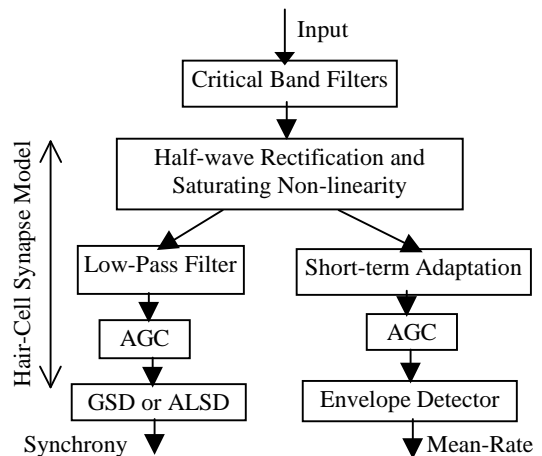 Input
Critical Band Filters
Hair-Cell Synapse Model
Half-wave Rectification and
Saturating Non-linearity
Low-Pass Filter
Short-term Adaptation
AGC
AGC
GSD or ALSD
Envelope Detector
Synchrony
Mean-Rate